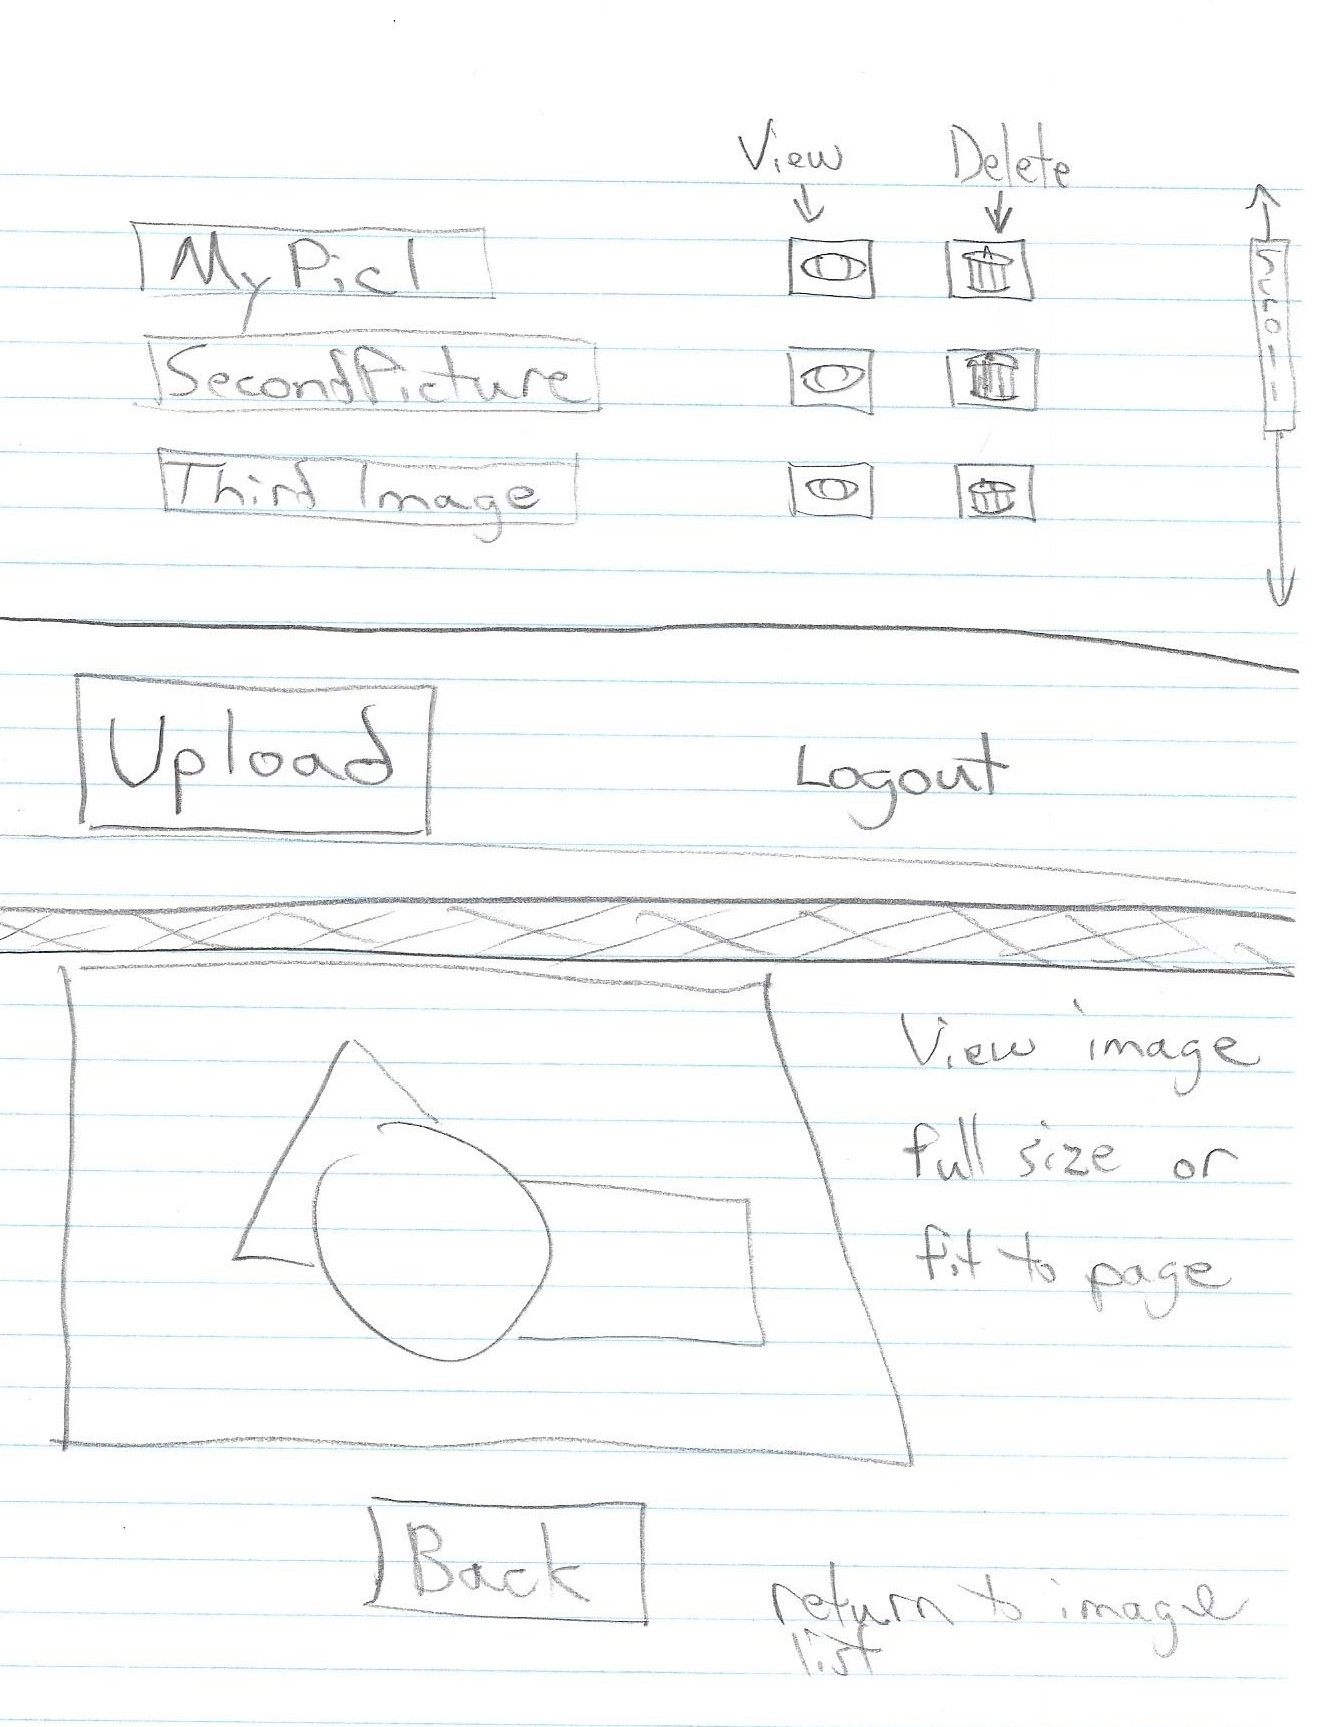 View Delete
MyPic1
Scroll
SecondPicture
Third Image
Upload
Logout
View image
full size or
fit to page
Back
return to image
list